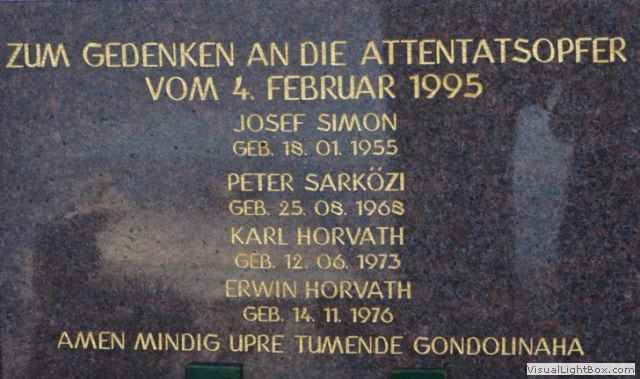 ZUM GEDENKEN AN DIE ATTENTATSOPFER
VOM 4. FEBRUAR 1995
JOSEF SIMON
GEB. 18. 01. 1955
PETER SARKÖZI
GEB. 25. 08. 1968
KARL HORVATH
GEB. 12. 06. 1973
ERWIN HORVATH
GEB. 14. 11. 1976
AMEN MINDIG UPRE TUMENDE GONDOLINAHA
VisualLightBox.com